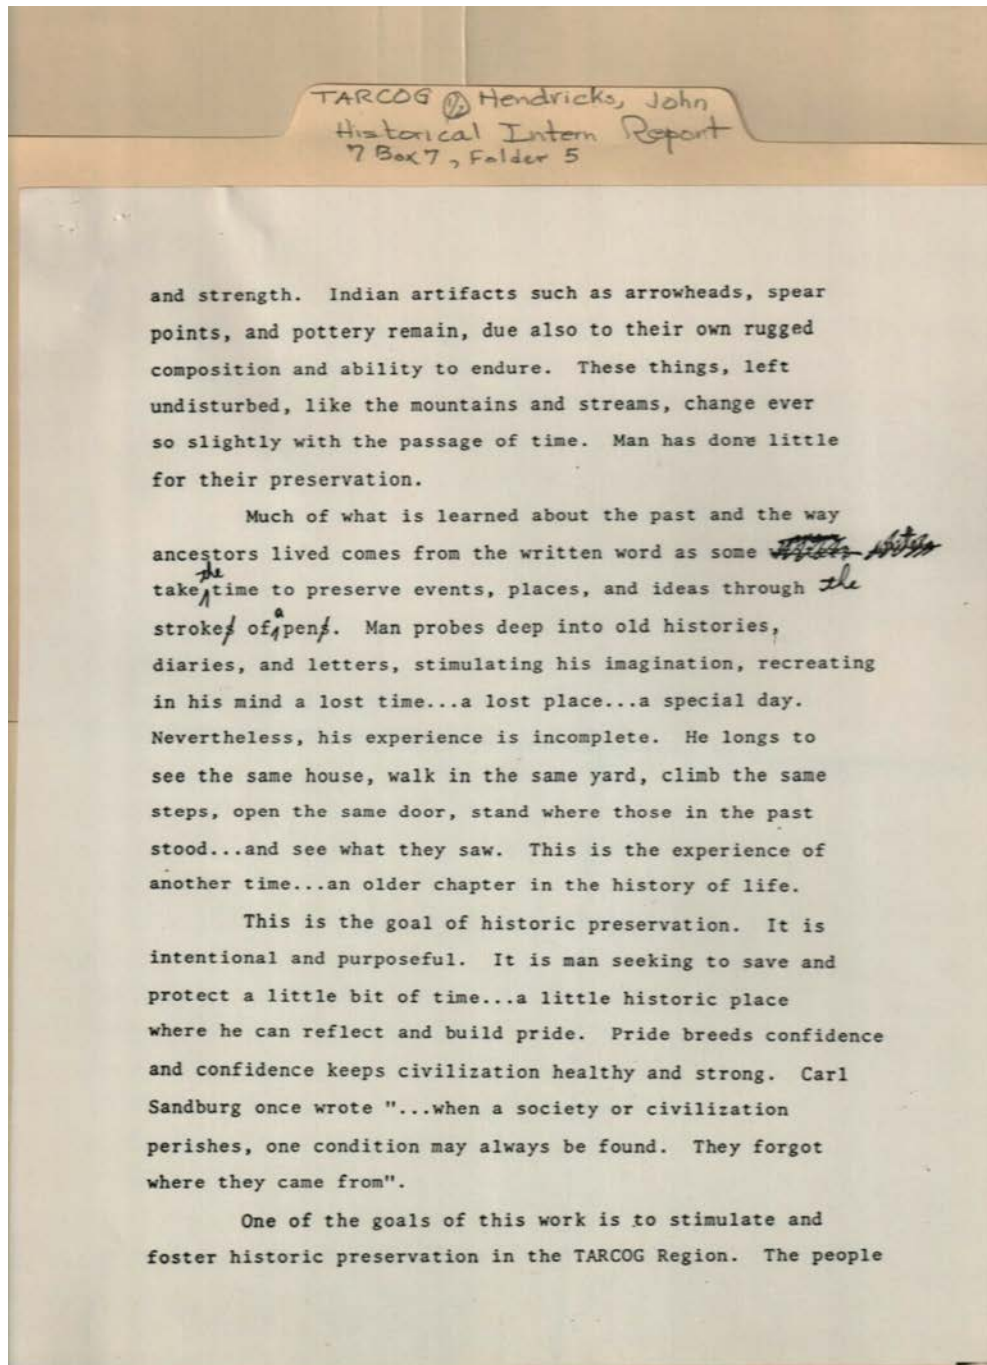 TARCOG ½ Hendricks, John
Historical Intern Report
7 Box 7, Folder 5
and strength. Indian artifacts such as arrowheads, spear
points, and pottery remain, due also to their own rugged
composition and ability to endure. These things, left
undisturbed, like the mountains and streams, change ever
so slightly with the passage of time. Man has done little
for their preservation.
Much of what is learned about the past and the way
ancestors lived comes from the written word as some
take the time to preserve events, places, and ideas through the
stroke of a pen. Man probes deep into old histories,
diaries, and letters, stimulating his imagination, recreating
in his mind a lost time...a lost place...a special day.
Nevertheless, his experience is incomplete. He longs to
see the same house, walk in the same yard, climb the same
steps, open the same door, stand where those in the past
stood...and see what they saw. This is the experience of
another time...an older chapter in the history of life.
This is the goal of historic preservation. It is
intentional and purposeful. It is man seeking to save and
protect a little bit of time...a little historic place
where he can reflect and build pride. Pride breeds confidence
and confidence keeps civilization healthy and strong. Carl
Sandburg once wrote "...when a society or civilization
perishes, one condition may always be found. They forgot
where they came from".
One of the goals of this work is to stimulate and
foster historic preservation in the TARCOG Region. The people